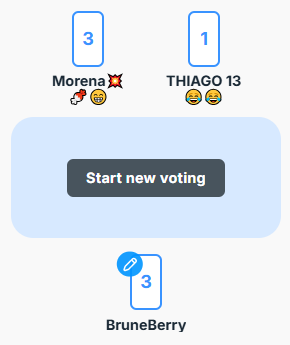 3 1
Morena💥 THIAGO 13
🍖😁 😂😂
Start new voting
3
BruneBerry